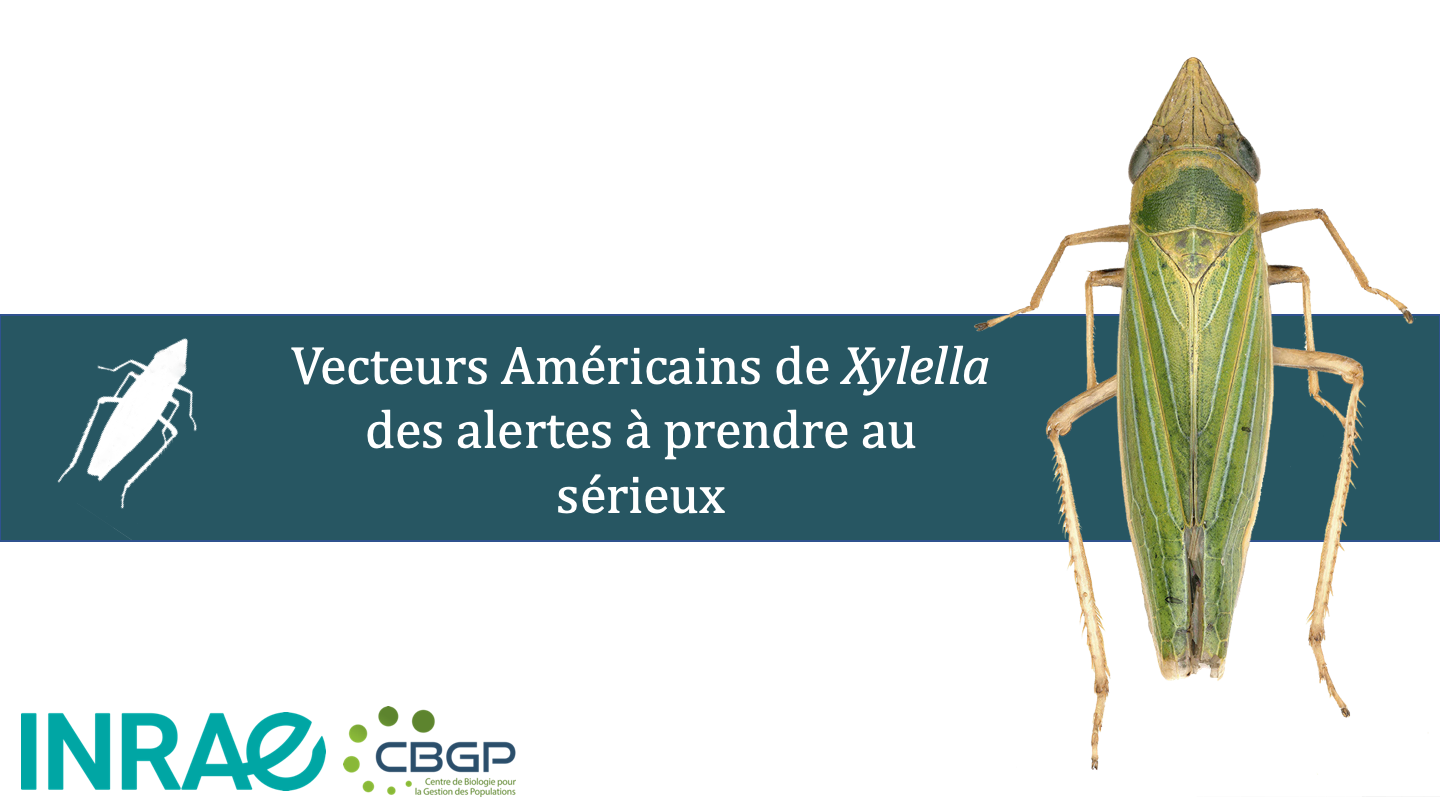 Vecteurs Américains de Xylella
des alertes à prendre au
sérieux
INRAE
CBGP
Centre de Biologie pour
la Gestion des Populations